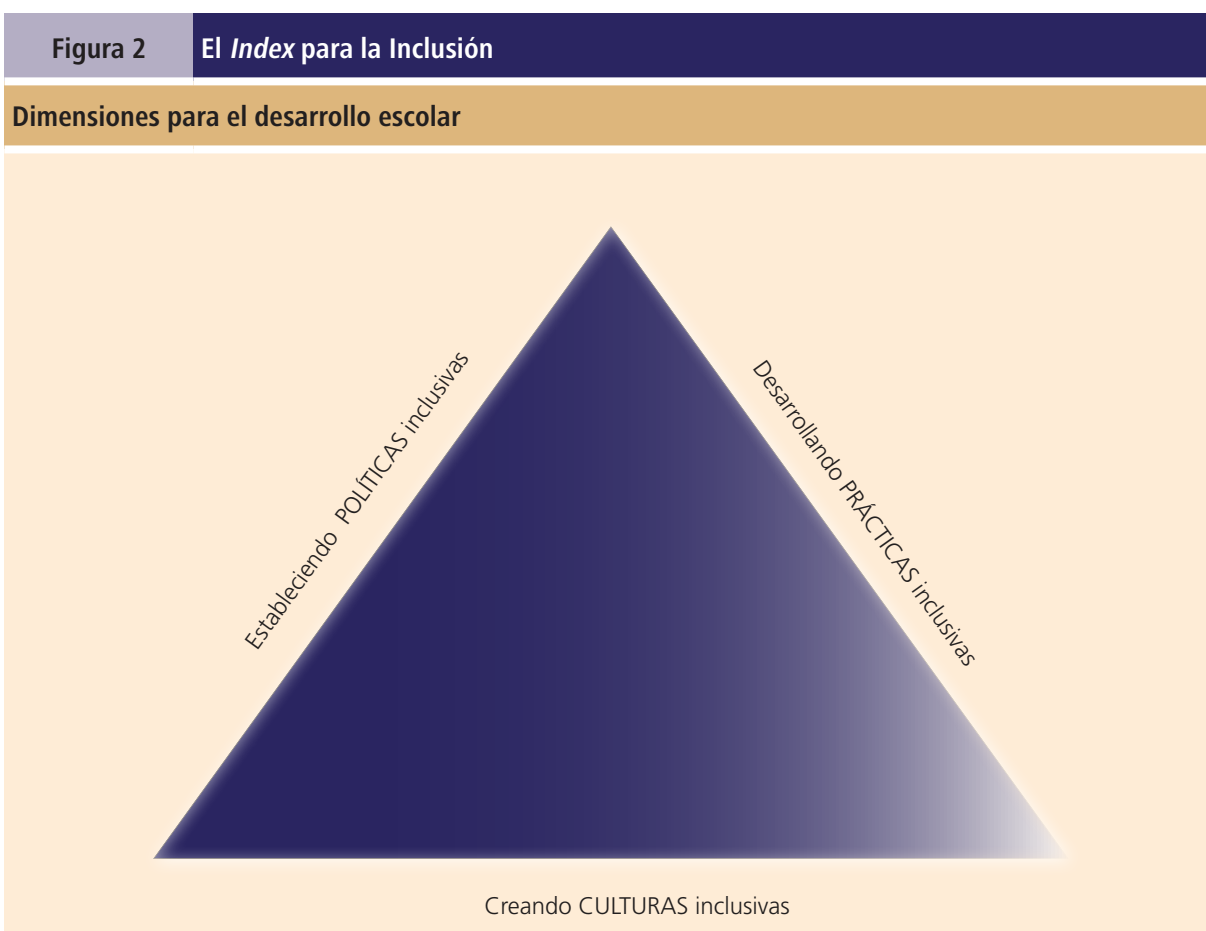 Figura 2
El Index para la Inclusión
Dimensiones para el desarrollo escolar
Estableciendo POLÍTICAS inclusivas
Desarrollando PRÁCTICAS inclusivas
Creando CULTURAS inclusivas